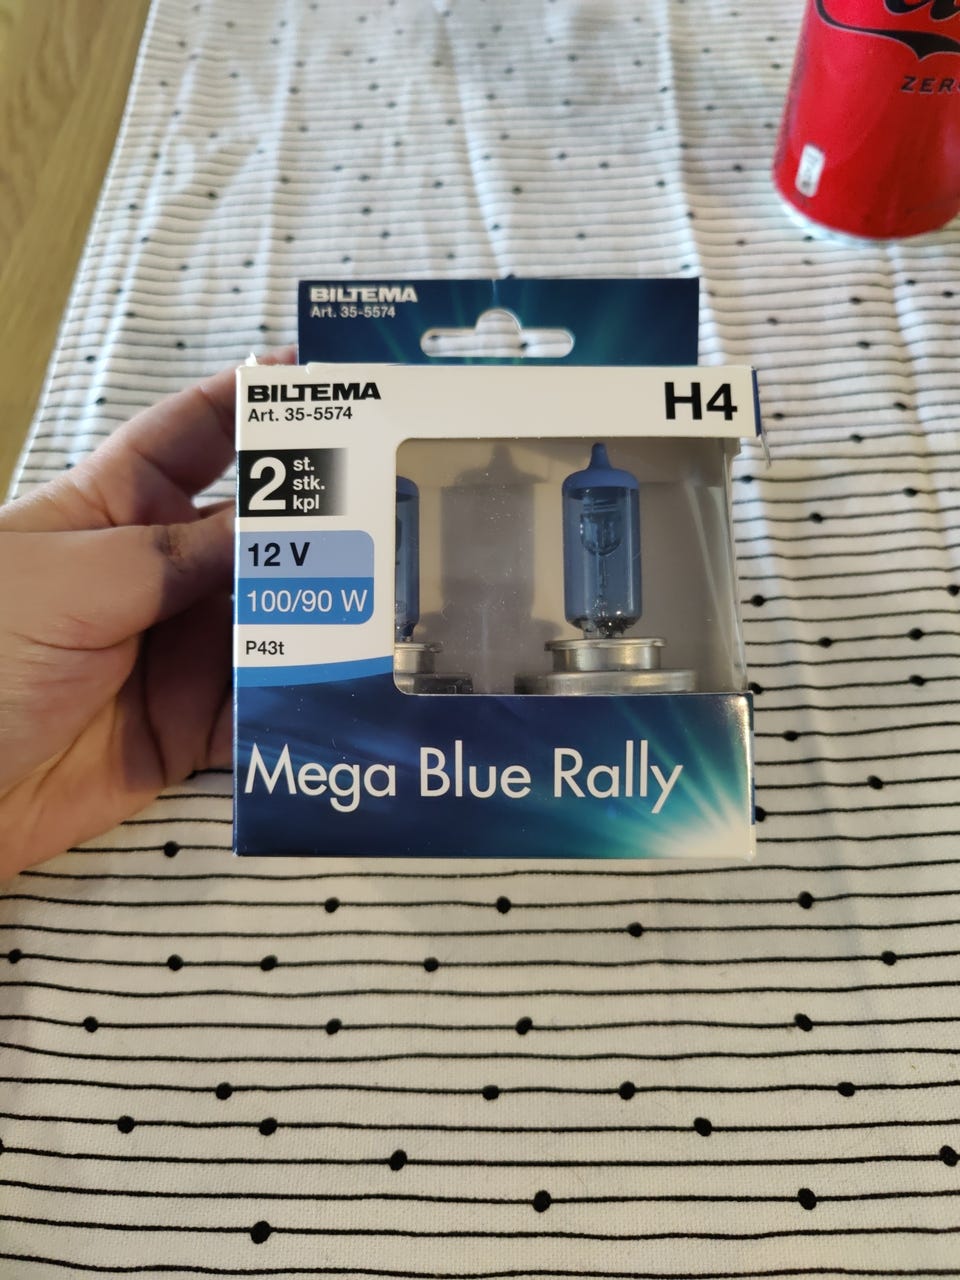 ZER
BILTEMA
Art. 35-5574
BILTEMA
Art. 35-5574
H4
2 st.
stk.
kpl
12 V
100/90 W
P43t
Mega Blue Rally